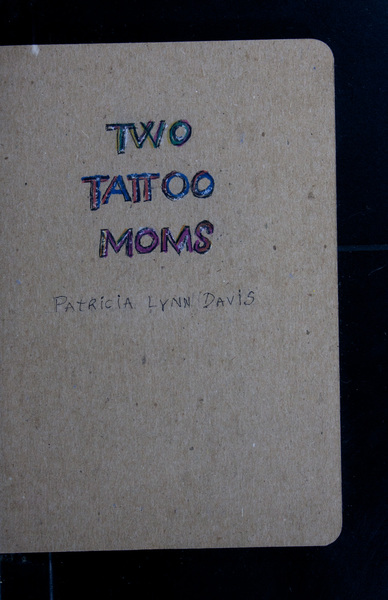 TWO
TATTOO
MOMS
PATRICIA LYNN DAVIS